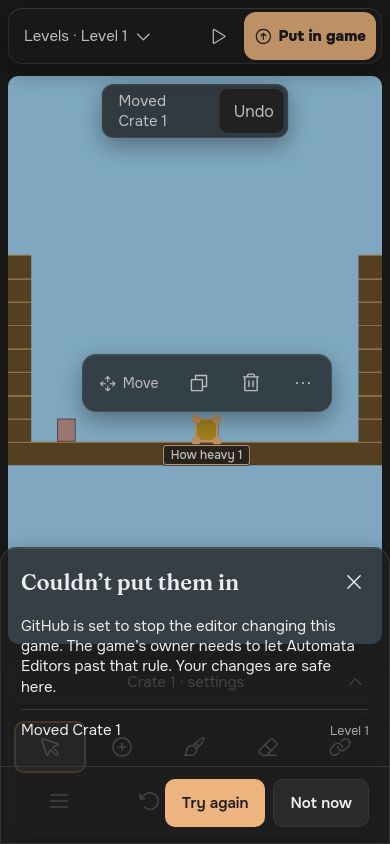 Levels · Level 1
Put in game
Moved
Crate 1
Undo
Move
How heavy 1
Couldn’t put them in
GitHub is set to stop the editor changing this
game. The game’s owner needs to let Automata
Editors past that rule. Your changes are safe
here.
Crate 1 · settings
Moved Crate 1
Level 1
Try again
Not now